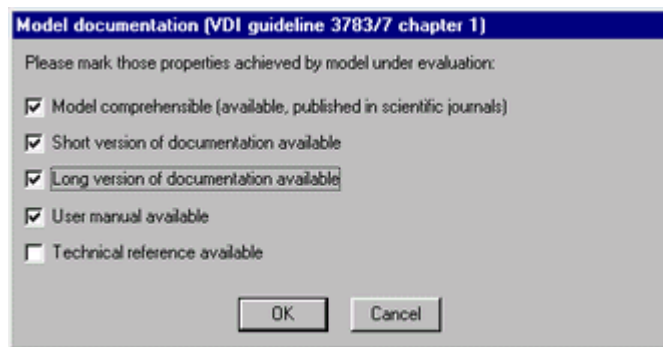 Model documentation (VDI guideline 3783/7 chapter 1)
Please mark those properties achieved by model under evaluation:
Model comprehensible (available, published in scientific journals)
Short version of documentation available
Long version of documentation available
User manual available
Technical reference available
OK Cancel